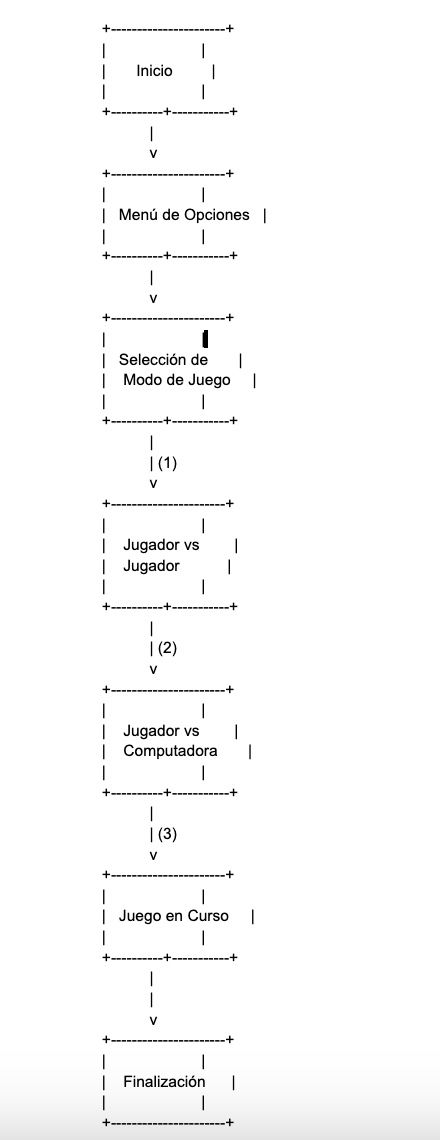 +----------------------+
|                      |
|       Inicio         |
|                      |
+----------+-----------+
|
v
+----------------------+
|                      |
|   Menú de Opciones   |
|                      |
+----------+-----------+
|
v
+----------------------+
|                      |
|   Selección de       |
|    Modo de Juego     |
|                      |
+----------+-----------+
|
| (1)
v
+----------------------+
|                      |
|    Jugador vs        |
|    Jugador           |
|                      |
+----------+-----------+
|
| (2)
v
+----------------------+
|                      |
|    Jugador vs        |
|    Computadora       |
|                      |
+----------+-----------+
|
| (3)
v
+----------------------+
|                      |
|   Juego en Curso     |
|                      |
+----------+-----------+
|
|
v
+----------------------+
|                      |
|    Finalización      |
|                      |
+----------------------+